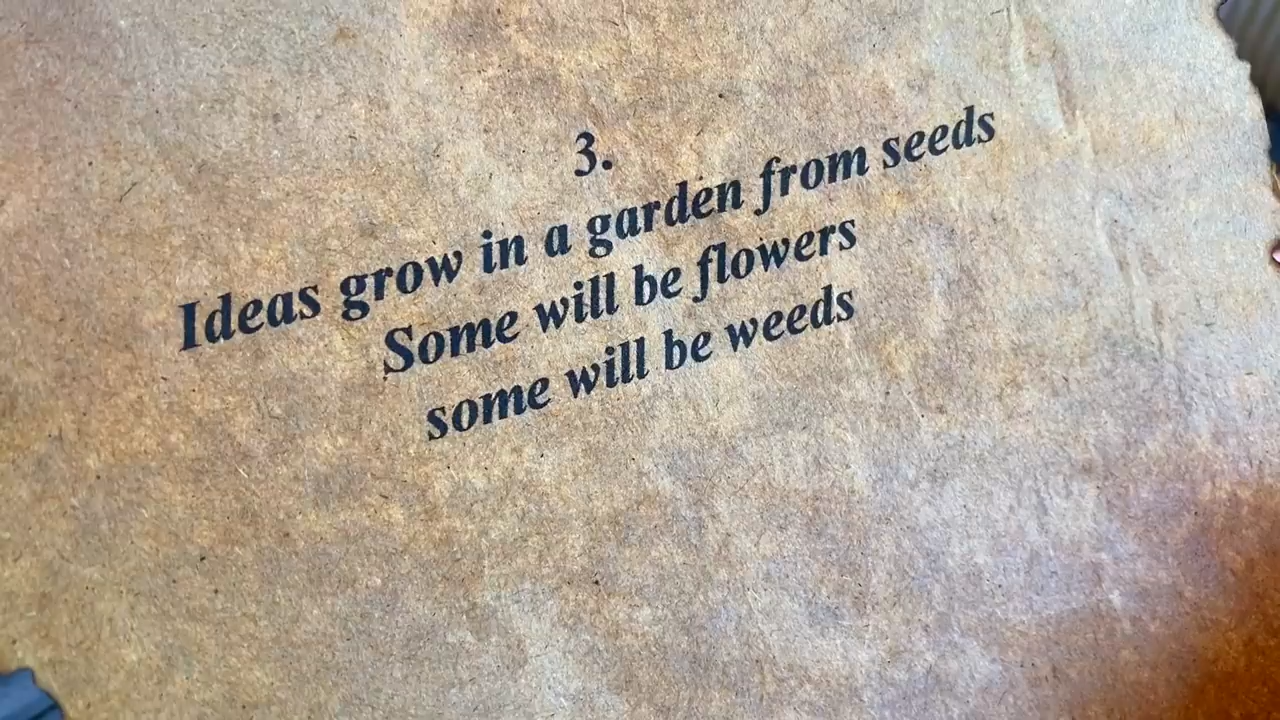 3.
Ideas grow in a garden from seeds
Some will be flowers
some will be weeds